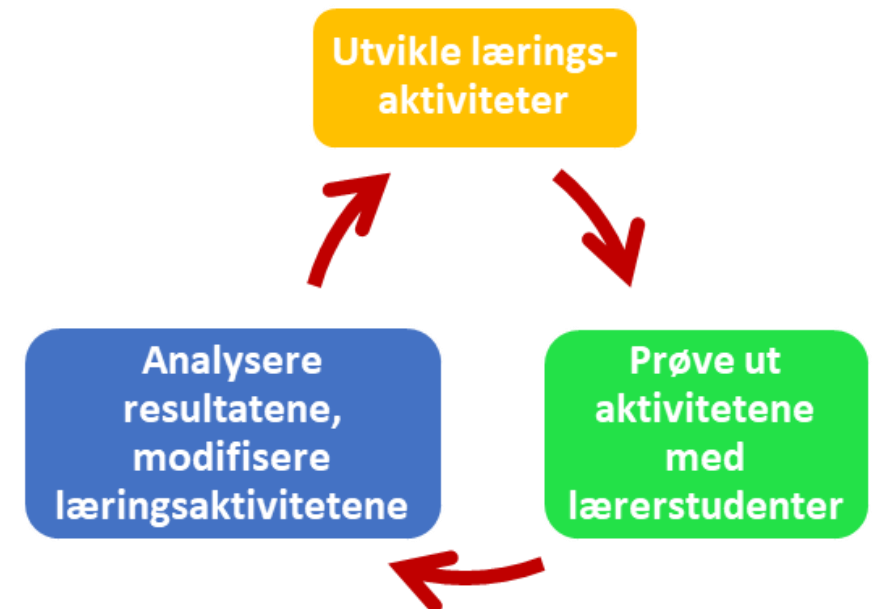 Utvikle lærings-
aktiviteter
Prøve ut
aktivitetene
med
lærerstudenter
Analysere
resultatene,
modifisere
læringsaktivitetene